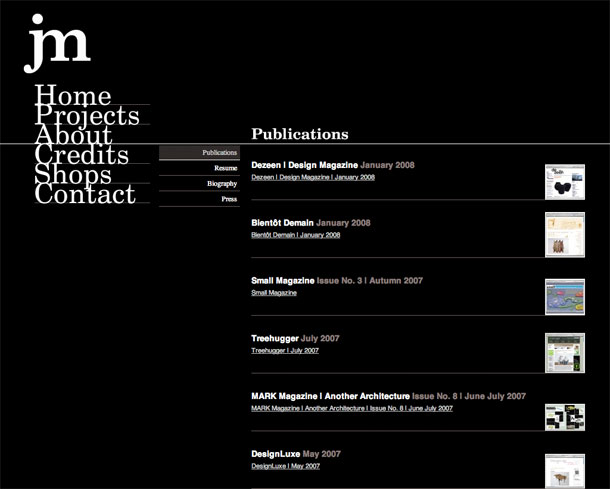 jm
Home
Projects
About
Credits
Shops
Contact
Publications
Resume
Biography
Press
Publications
Dezeen | Design Magazine January 2008
Dezeen | Design Magazine | January 2008
Bientôt Demain January 2008
Bientôt Demain | January 2008
Small Magazine Issue No. 3 | Autumn 2007
Small Magazine
Treehugger July 2007
Treehugger | July 2007
MARK Magazine | Another Architecture Issue No. 8 | June July 2007
MARK Magazine | Another Architecture | Issue No. 8 | June July 2007
DesignLuxe May 2007
DesignLuxe | May 2007